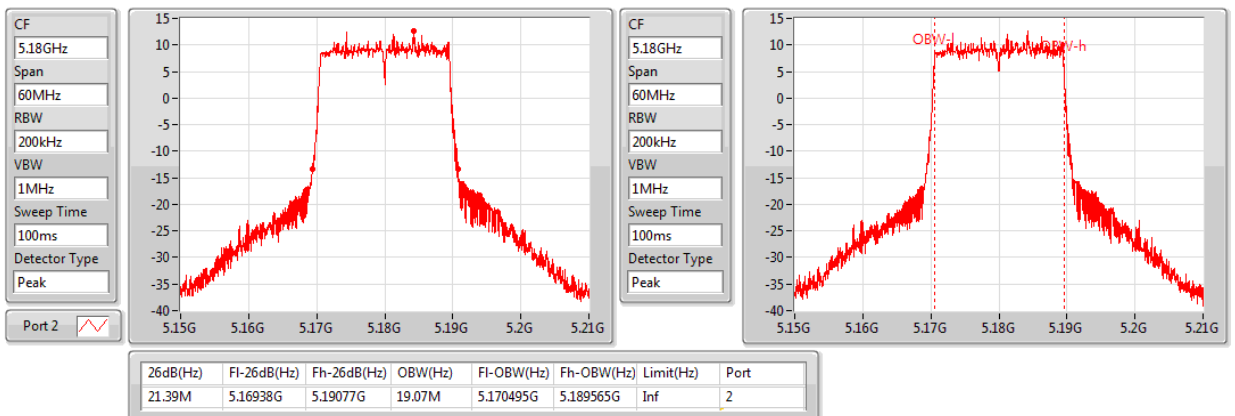 CF
5.18GHz
Span
60MHz
RBW
200kHz
VBW
1MHz
Sweep Time
100ms
Detector Type
Peak
Port 2
15
10
5
0
-5
-10
-15
-20
-25
-30
-35
-40
5.15G 5.16G 5.17G 5.18G 5.19G 5.2G 5.21G
CF
5.18GHz
Span
60MHz
RBW
200kHz
VBW
1MHz
Sweep Time
100ms
Detector Type
Peak
15
10
5
0
-5
-10
-15
-20
-25
-30
-35
-40
OBW-l
OBW-h
5.15G 5.16G 5.17G 5.18G 5.19G 5.2G 5.21G
26dB(Hz) Fl-26dB(Hz) Fh-26dB(Hz) OBW(Hz) Fl-OBW(Hz) Fh-OBW(Hz) Limit(Hz) Port
21.39M 5.16938G 5.19077G 19.07M 5.170495G 5.189565G Inf 2